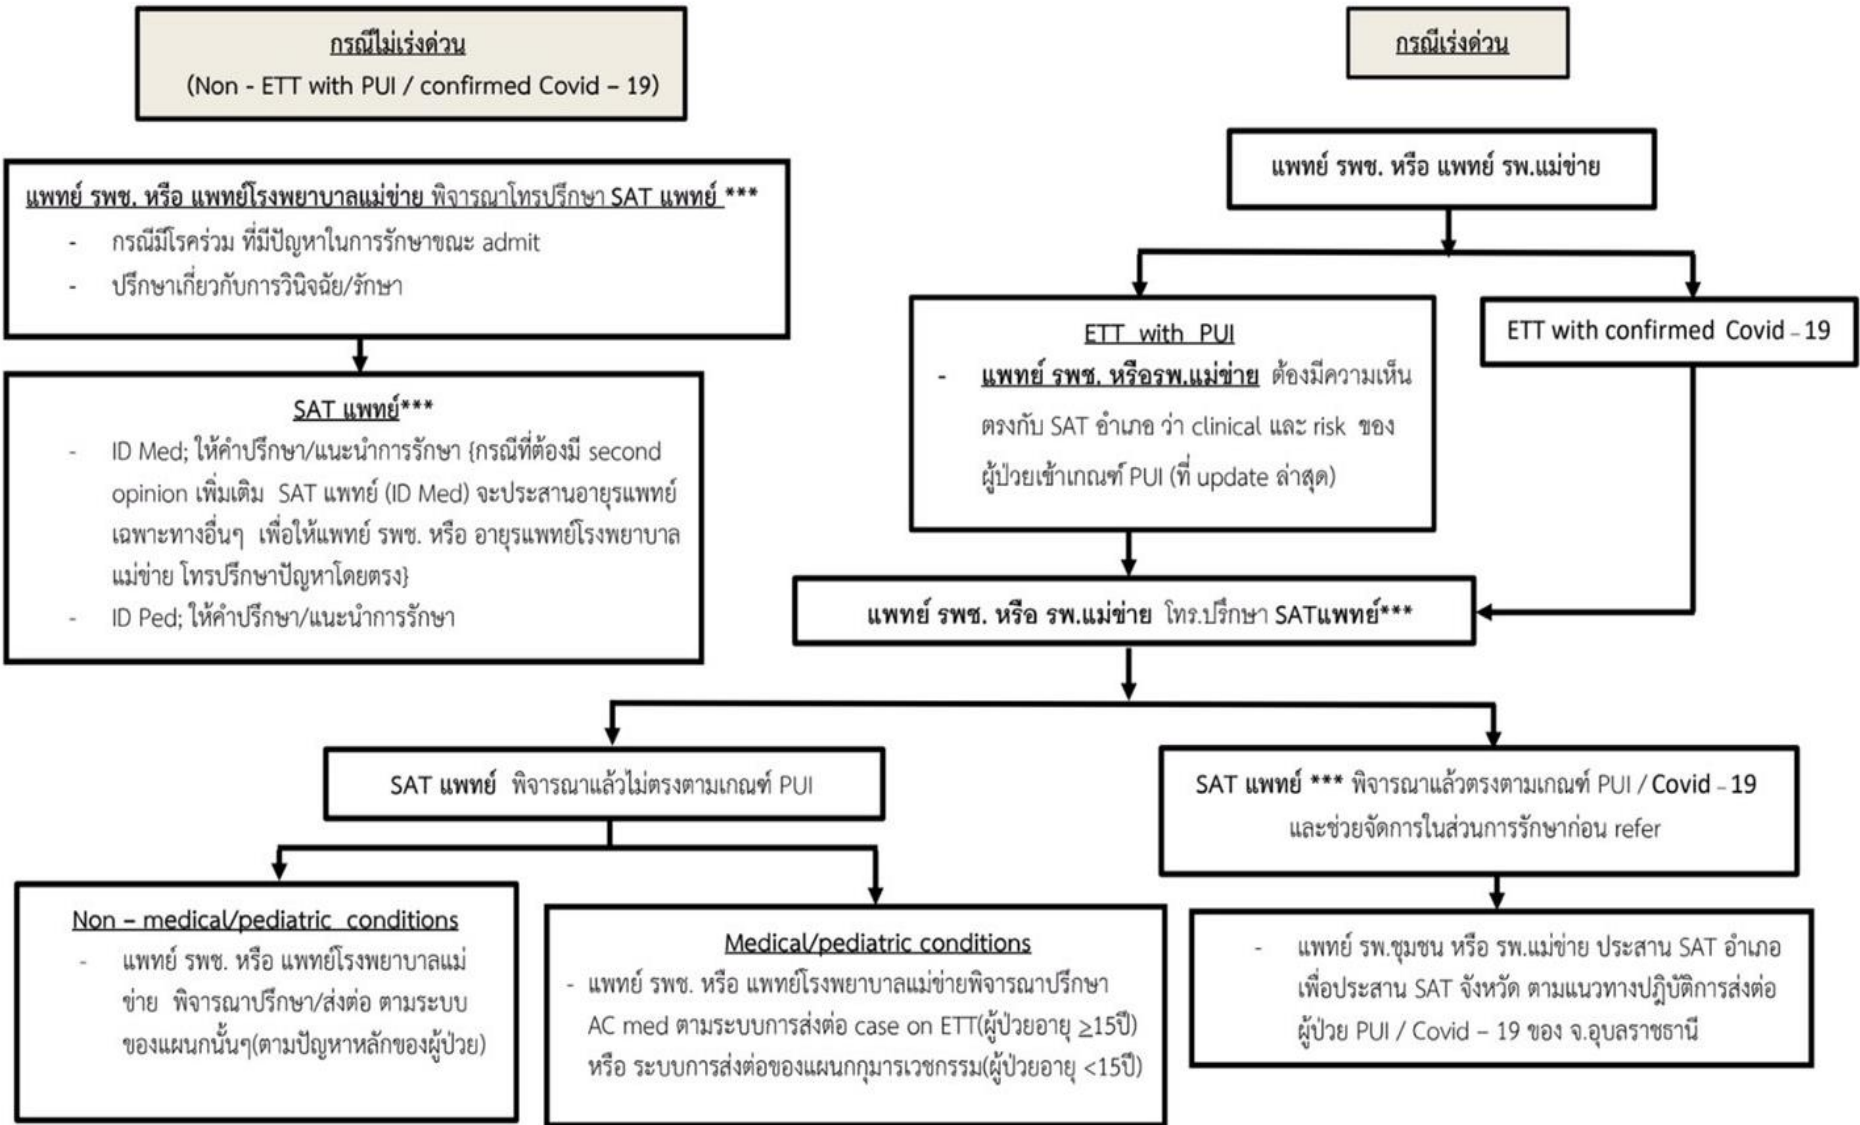 กรณีไม่เร่งด่วน
(Non - ETT with PUI / confirmed Covid – 19)
แพทย์ รพช. หรือ แพทย์โรงพยาบาลแม่ข่าย พิจารณาโทรปรึกษา SAT แพทย์ ***
- กรณีมีโรคร่วม ที่มีปัญหาในการรักษาขณะ admit
- ปรึกษาเกี่ยวกับการวินิจฉัย/รักษา
SAT แพทย์***
- ID Med; ให้คำปรึกษา/แนะนำการรักษา {กรณีที่ต้องมี second
opinion เพิ่มเติม SAT แพทย์ (ID Med) จะประสานอายุรแพทย์
เฉพาะทางอื่นๆ เพื่อให้แพทย์ รพช. หรือ อายุรแพทย์โรงพยาบาล
แม่ข่าย โทรปรึกษาปัญหาโดยตรง}
- ID Ped; ให้คำปรึกษา/แนะนำการรักษา
กรณีเร่งด่วน
แพทย์ รพช. หรือ แพทย์ รพ.แม่ข่าย
ETT with PUI
- แพทย์ รพช. หรือรพ.แม่ข่าย ต้องมีความเห็น
ตรงกับ SAT อำเภอ ว่า clinical และ risk ของ
ผู้ป่วยเข้าเกณฑ์ PUI (ที่ update ล่าสุด)
ETT with confirmed Covid – 19
แพทย์ รพช. หรือ รพ.แม่ข่าย โทร.ปรึกษา SATแพทย์***
SAT แพทย์ พิจารณาแล้วไม่ตรงตามเกณฑ์ PUI
SAT แพทย์ *** พิจารณาแล้วตรงตามเกณฑ์ PUI / Covid – 19
และช่วยจัดการในส่วนการรักษาก่อน refer
Non – medical/pediatric conditions
- แพทย์ รพช. หรือ แพทย์โรงพยาบาลแม่
ข่าย พิจารณาปรึกษา/ส่งต่อ ตามระบบ
ของแผนกนั้นๆ(ตามปัญหาหลักของผู้ป่วย)
Medical/pediatric conditions
- แพทย์ รพช. หรือ แพทย์โรงพยาบาลแม่ข่ายพิจารณาปรึกษา
AC med ตามระบบการส่งต่อ case on ETT(ผู้ป่วยอายุ ≥15ปี)
หรือ ระบบการส่งต่อของแผนกกุมารเวชกรรม(ผู้ป่วยอายุ <15ปี)
- แพทย์ รพ.ชุมชน หรือ รพ.แม่ข่าย ประสาน SAT อำเภอ
เพื่อประสาน SAT จังหวัด ตามแนวทางปฎิบัติการส่งต่อ
ผู้ป่วย PUI / Covid – 19 ของ จ.อุบลราชธานี